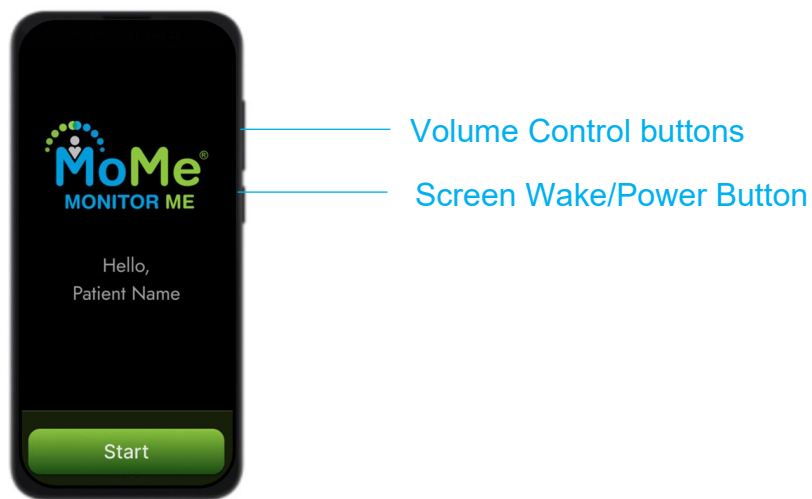 MoMe®
MONITOR ME
Hello,
Patient Name
Start
Volume Control buttons
Screen Wake/Power Button